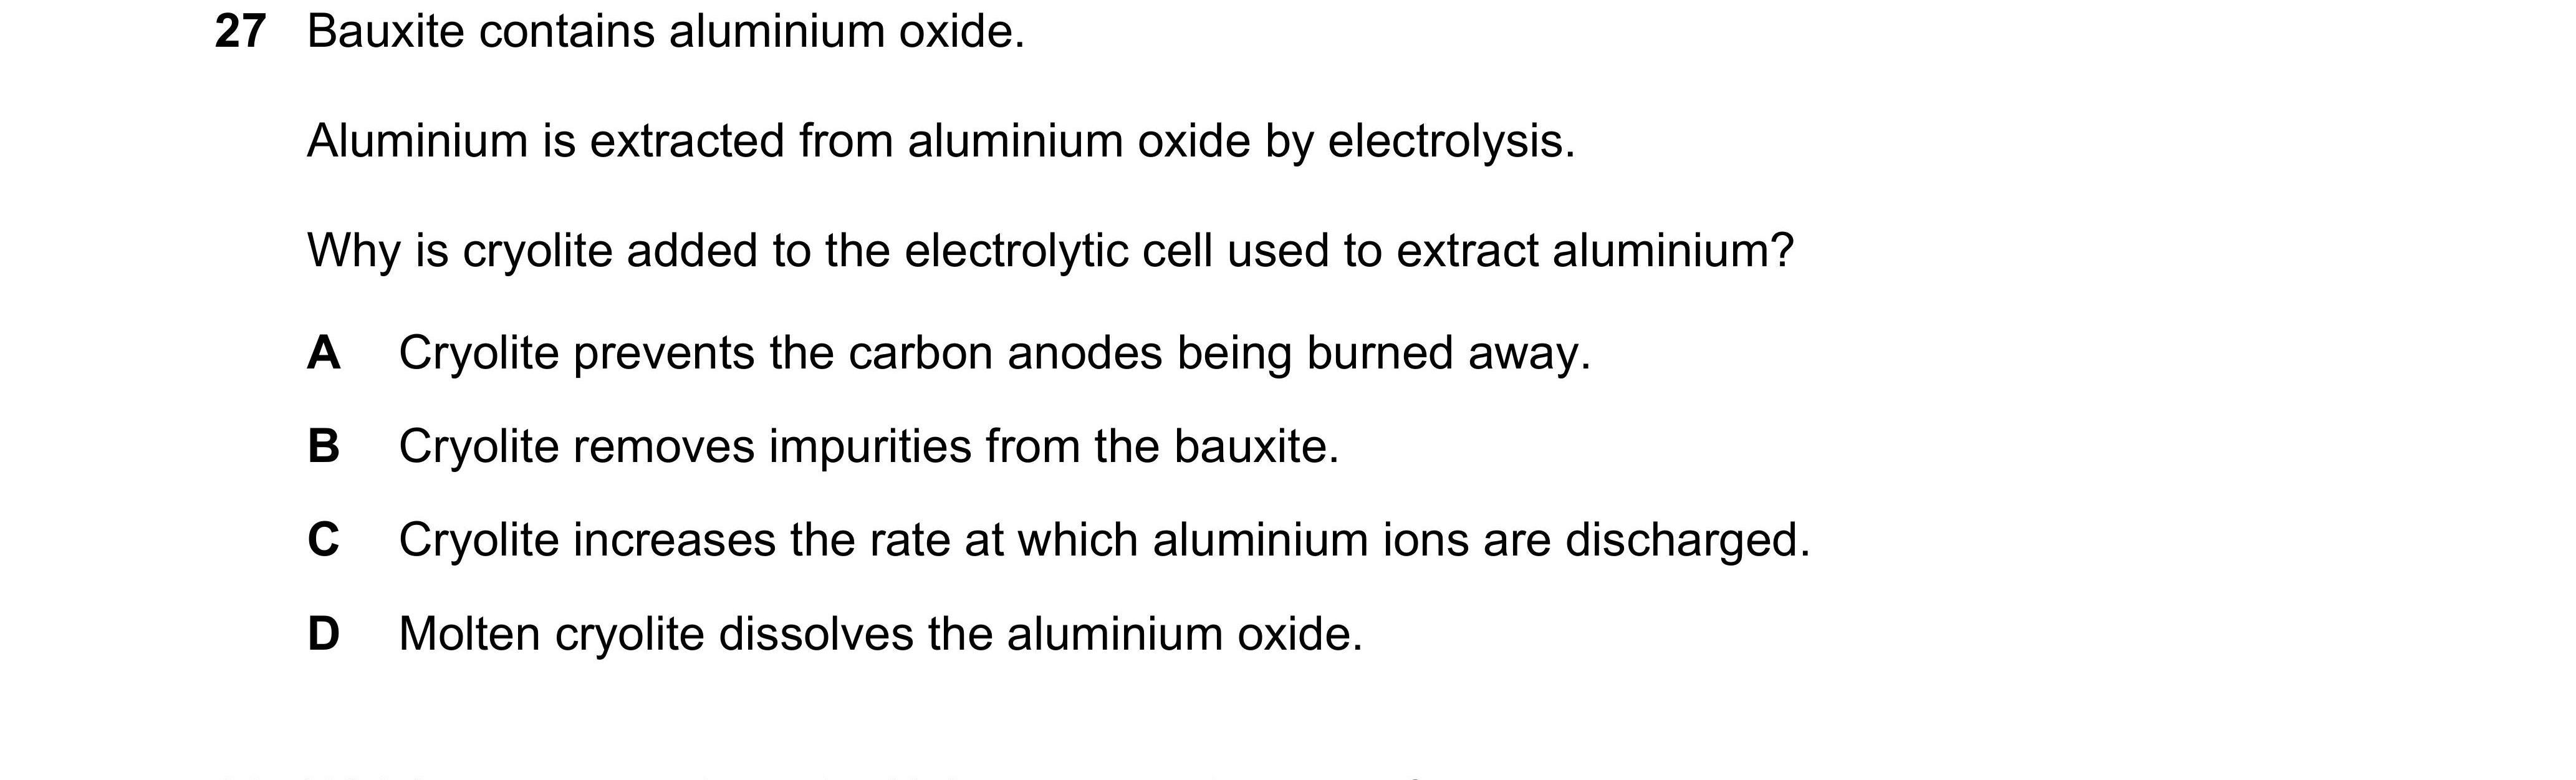 27 Bauxite contains aluminium oxide.
Aluminium is extracted from aluminium oxide by electrolysis.
Why is cryolite added to the electrolytic cell used to extract aluminium?
A Cryolite prevents the carbon anodes being burned away.
B Cryolite removes impurities from the bauxite.
C Cryolite increases the rate at which aluminium ions are discharged.
D Molten cryolite dissolves the aluminium oxide.